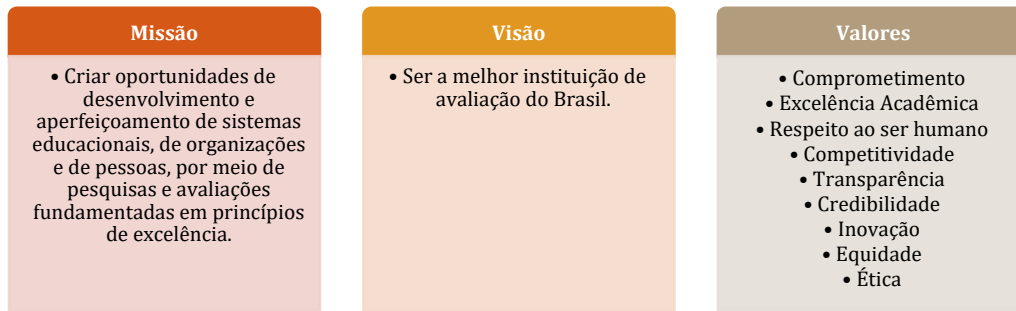 Missão
• Criar oportunidades de
desenvolvimento e
aperfeiçoamento de sistemas
educacionais, de organizações
e de pessoas, por meio de
pesquisas e avaliações
fundamentadas em princípios
de excelência.
Visão
• Ser a melhor instituição de
avaliação do Brasil.
Valores
• Comprometimento
• Excelência Acadêmica
• Respeito ao ser humano
• Competitividade
• Transparência
• Credibilidade
• Inovação
• Equidade
• Ética